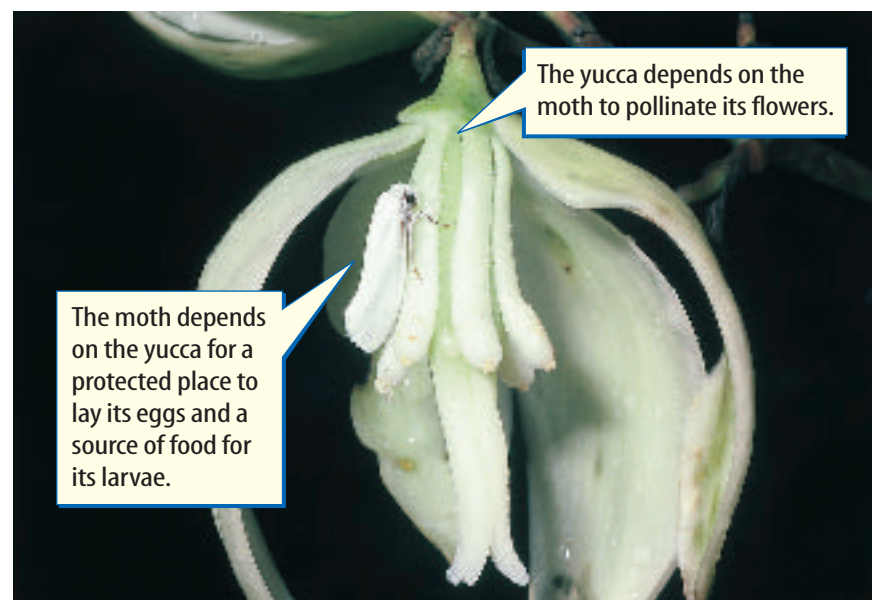 The yucca depends on the
moth to pollinate its flowers.
The moth depends
on the yucca for a
protected place to
lay its eggs and a
source of food for
its larvae.